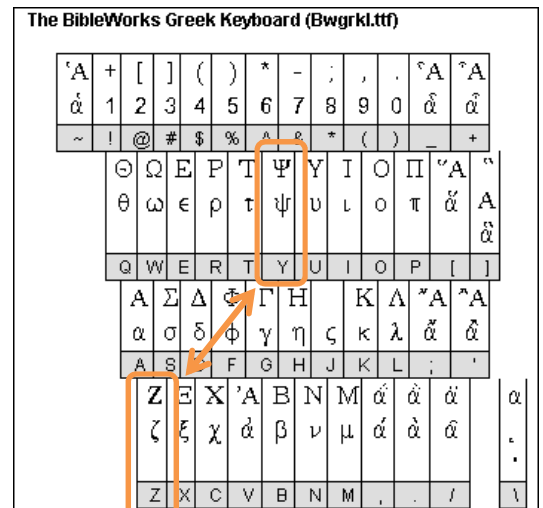 The BibleWorks Greek Keyboard (Bwgrkl.ttf)
Ἁ + [ ] ( ) * - ; , . Ἇ Ἆ
ἁ 1 2 3 4 5 6 7 8 9 0 ἇ ἆ
~ ! @ # $ % ^ & * ( ) _ +
Θ Ω Ε Ρ Τ Ψ Υ Ι Ο Π Ἅ
θ ω ε ρ τ ψ υ ι ο π ἅ Α
Q W E R T Y U I O P [ ]
Α Σ Δ Φ Γ Η Κ Λ
α σ δ φ γ η ς κ λ
A S F G H J K L ; '
Ζ Ξ Χ Ἀ Β Ν Μ ά ὰ α
ζ ξ χ ἀ β ν μ ά ὰ ᾶ
Z X C V B N M , . / \